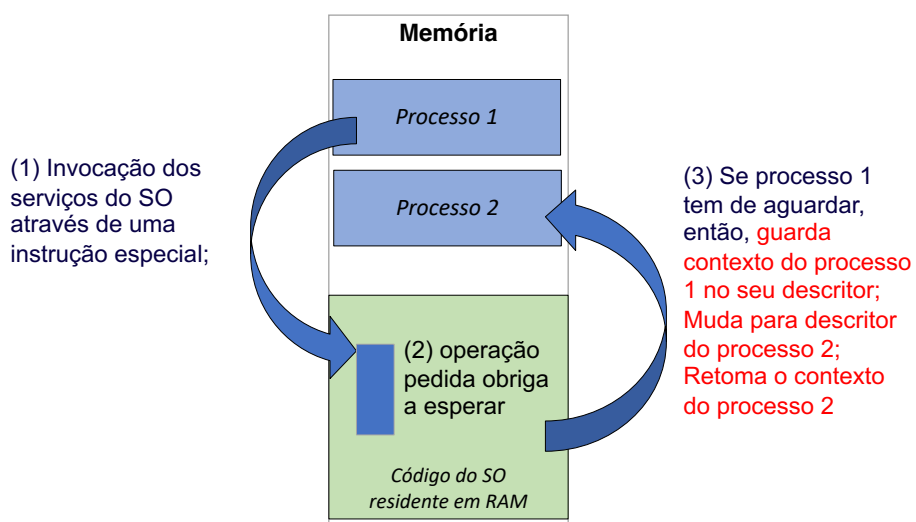 Memória
Processo 1
(1) Invocação dos
serviços do SO
através de uma
instrução especial;
Processo 2
(3) Se processo 1
tem de aguardar,
então, guarda
contexto do processo
1 no seu descritor;
Muda para descritor
do processo 2;
Retoma o contexto
do processo 2
(2) operação
pedida obriga
a esperar
Código do SO
residente em RAM